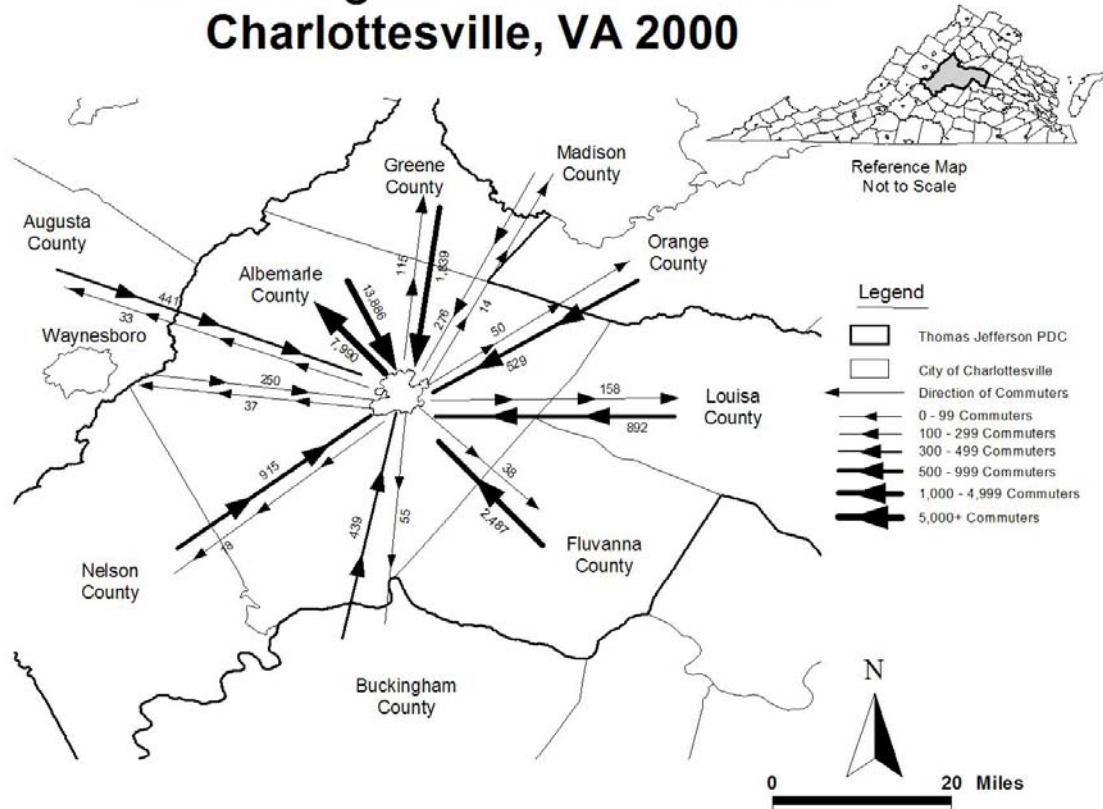 Charlottesville, VA 2000
Reference Map
Not to Scale
Madison
County
Greene
County
Augusta
County
Orange
County
Albemarle
County
Waynesboro
Louisa
County
Fluvanna
County
Nelson
County
Buckingham
County
115
1,839
276
14
50
529
13,886
7,990
441
33
250
37
158
892
38
2,487
915
439
55
Legend
Thomas Jefferson PDC
City of Charlottesville
Direction of Commuters
0 - 99 Commuters
100 - 299 Commuters
300 - 499 Commuters
500 - 999 Commuters
1,000 - 4,999 Commuters
5,000+ Commuters
N
0 20 Miles